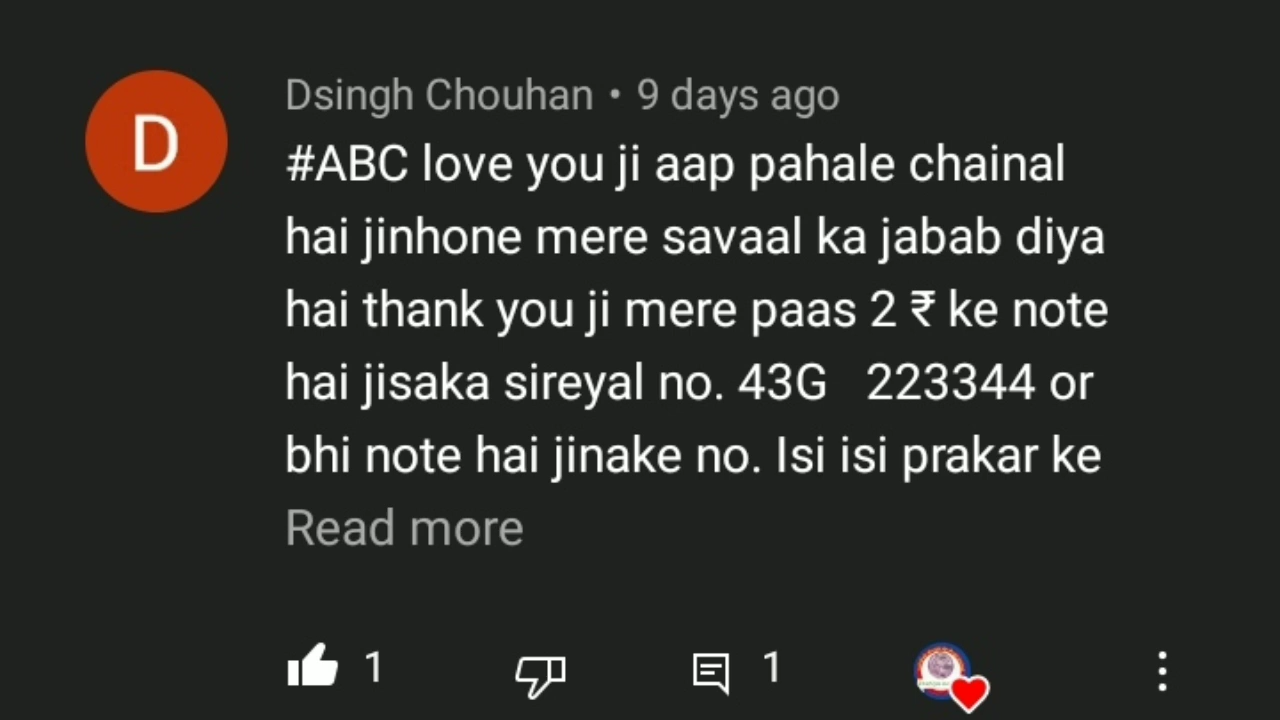 D
Dsingh Chouhan • 9 days ago
#ABC love you ji aap pahale chainal
hai jinhone mere savaal ka jabab diya
hai thank you ji mere paas 2 ₹ ke note
hai jisaka sireyal no. 43G 223344 or
bhi note hai jinake no. Isi isi prakar ke
Read more
1 1